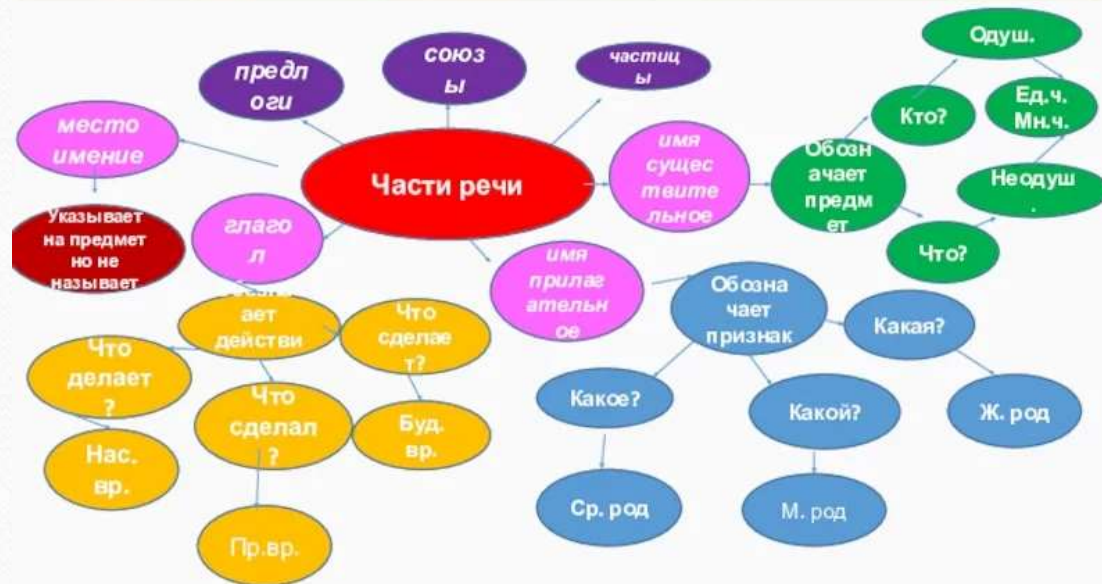 предл
оги
союз
ы
частиц
ы
Одуш.
Кто?
Ед.ч.
Мн.ч.
место
имение
Части речи
имя
сущес
твите
льное
Обозн
ачает
предм
ет
Неодуш
.
Что?
Указывает
на предмет
но не
называет
глаго
л
имя
прилаг
ательн
ое
Обозна
чает
признак
Какая?
ает
действи
Что
сделае
т?
Что
делает
?
Что
сделал
?
Буд.
вр.
Какое?
Какой?
Ж. род
Нас.
вр.
Ср. род
М. род
Пр.вр.